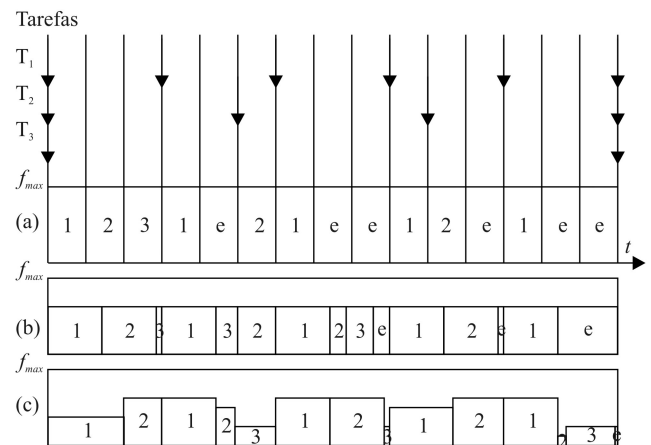 Tarefas
T1
T2
T3
fmax
(a) 1 2 3 1 e 2 1 e e 1 2 e 1 e e
t
fmax
(b) 1 2 3 1 3 2 1 2 3 e 1 2 e 1 e
fmax
(c) 1 2 1 2 3 1 2 3 1 2 1 2 3 e